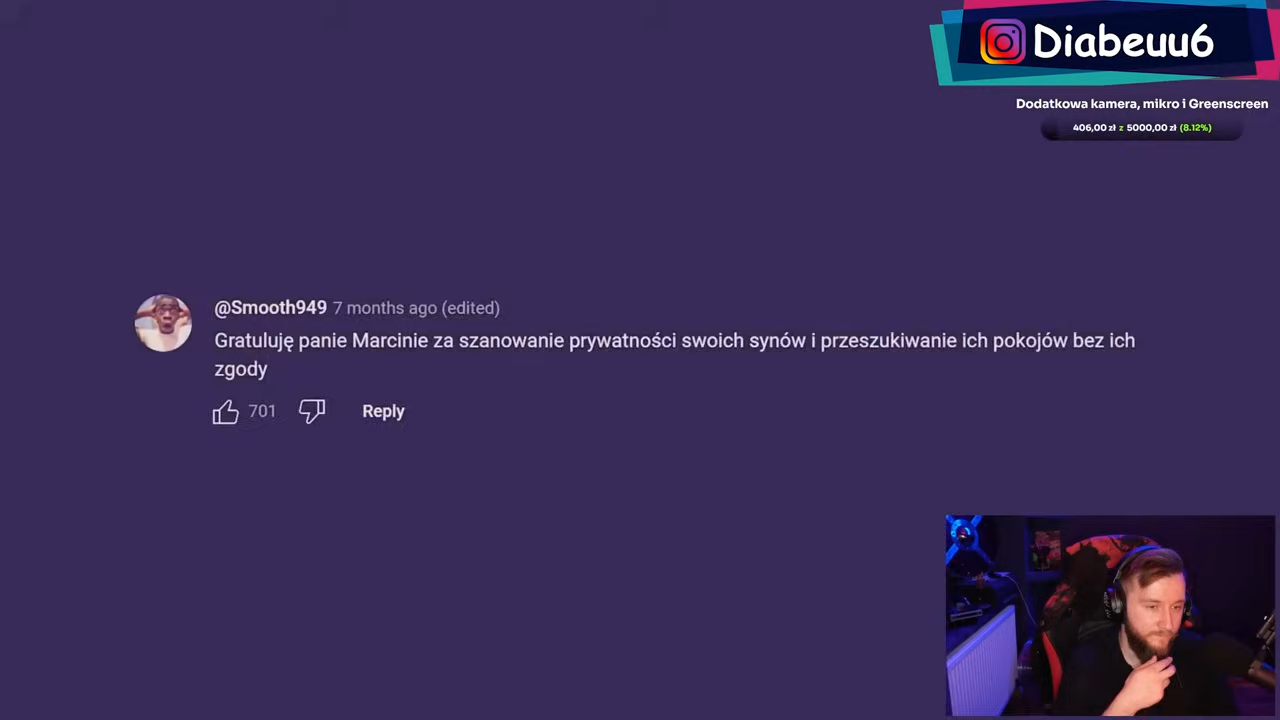 Diabeuu6
Dodatkowa kamera, mikro i Greenscreen
406,00 zł z 5000,00 zł (8.12%)
@Smooth949 7 months ago (edited)
Gratuluję panie Marcinie za szanowanie prywatności swoich synów i przeszukiwanie ich pokojów bez ich
zgody
701 Reply